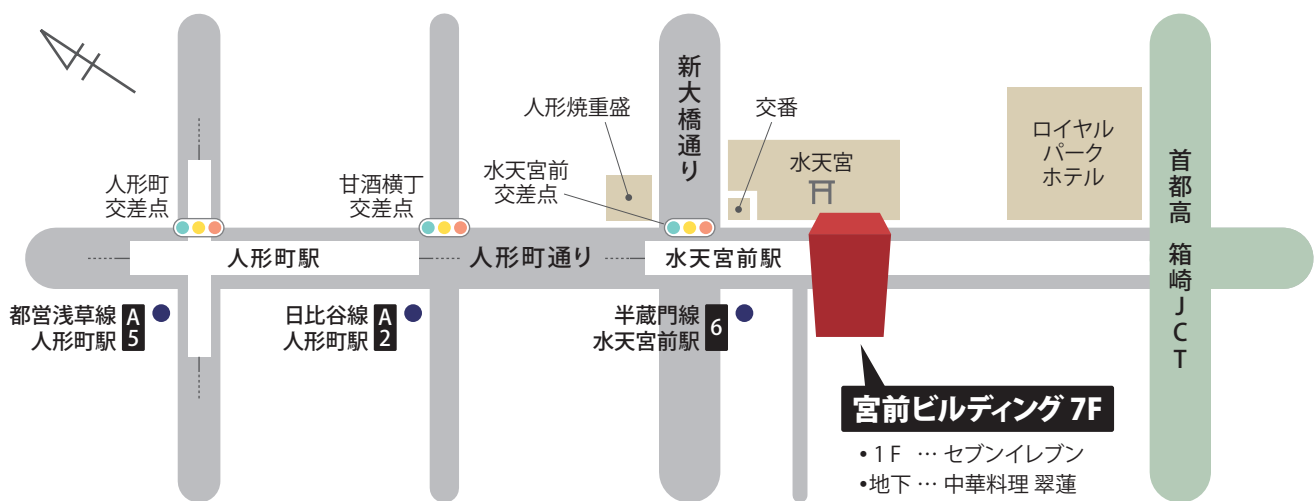 新大橋通り
人形焼重盛
交番
ロイヤル
パーク
ホテル
水天宮
首都高 箱崎JCT
人形町
交差点
甘酒横丁
交差点
水天宮前
交差点
人形町駅
人形町通り
水天宮前駅
都営浅草線
人形町駅
A
5
日比谷線
人形町駅
A
2
半蔵門線
水天宮前駅
6
宮前ビルディング 7F
•1F … セブンイレブン
•地下 … 中華料理 翠蓮